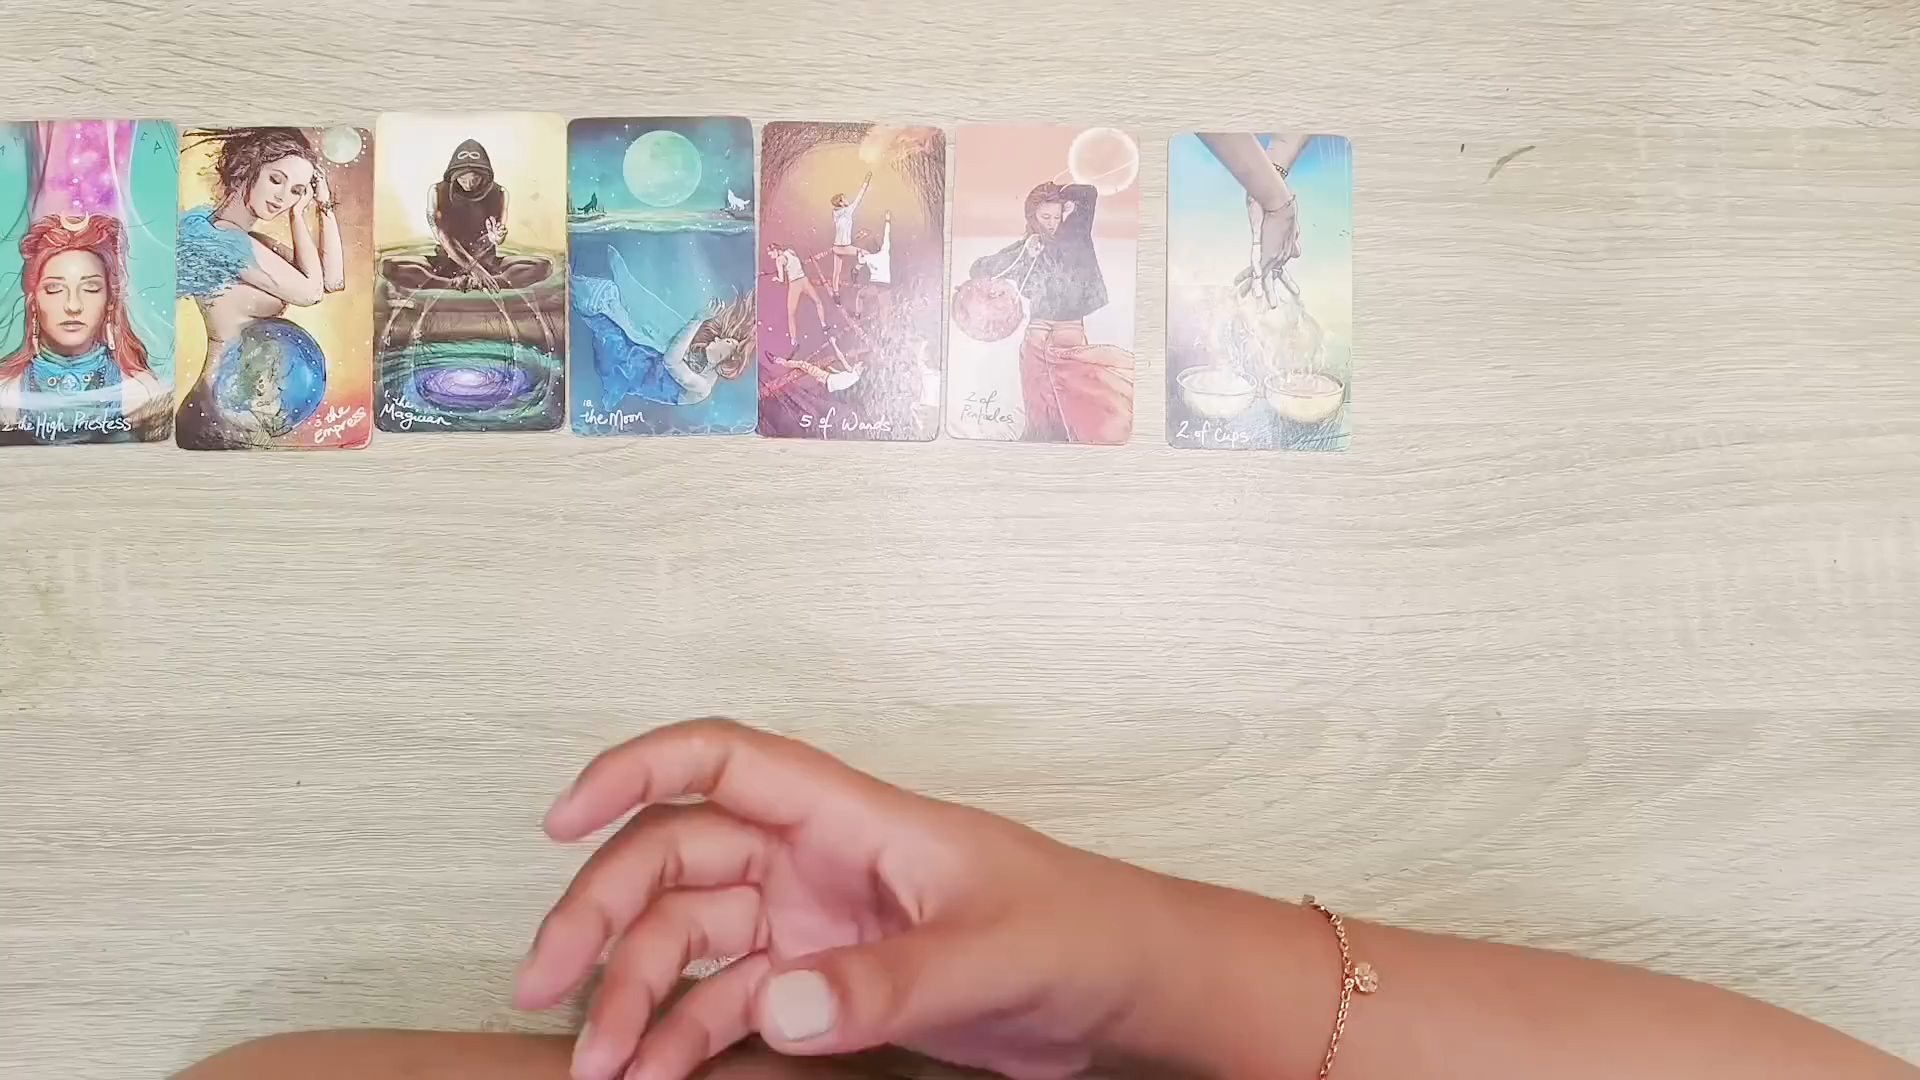 2. the High Priestess
3. the
Empress
1. the
Magician
18.
the Moon
5 of Wands
2 of
Pentacles
2 of Cups